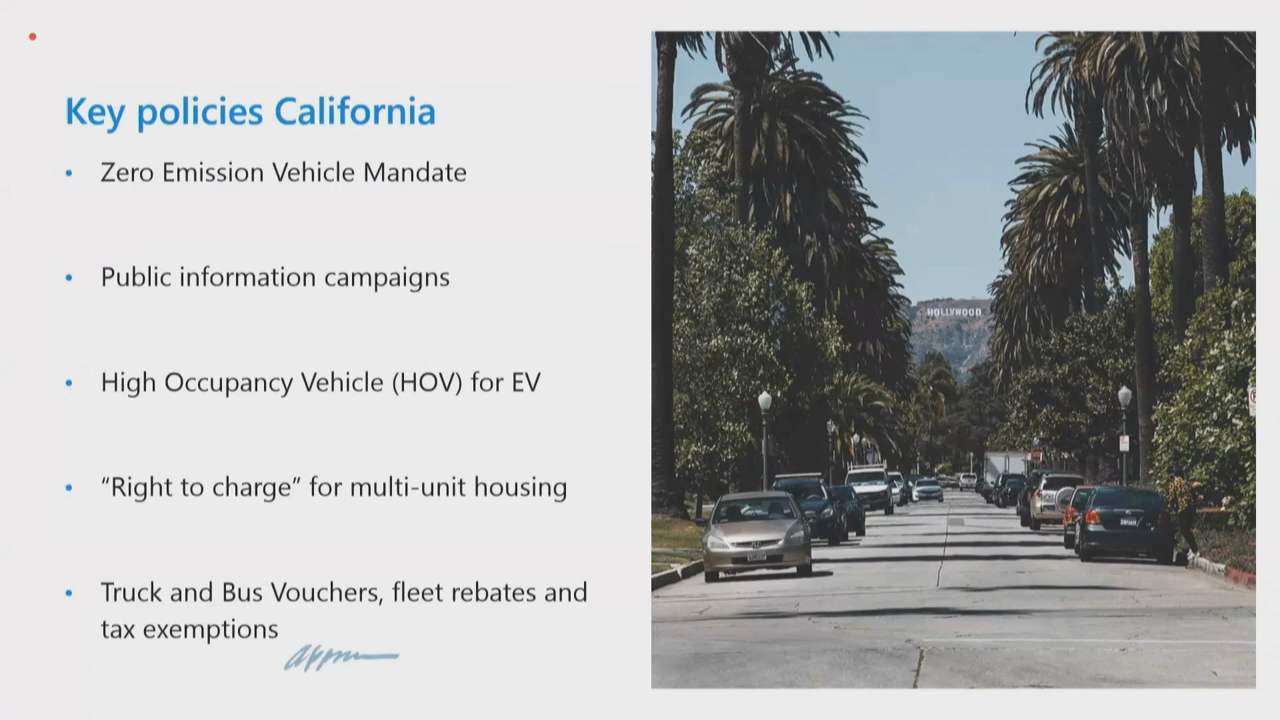 Key policies California
• Zero Emission Vehicle Mandate
• Public information campaigns
• High Occupancy Vehicle (HOV) for EV
• “Right to charge” for multi-unit housing
• Truck and Bus Vouchers, fleet rebates and
tax exemptions
HOLLYWOOD